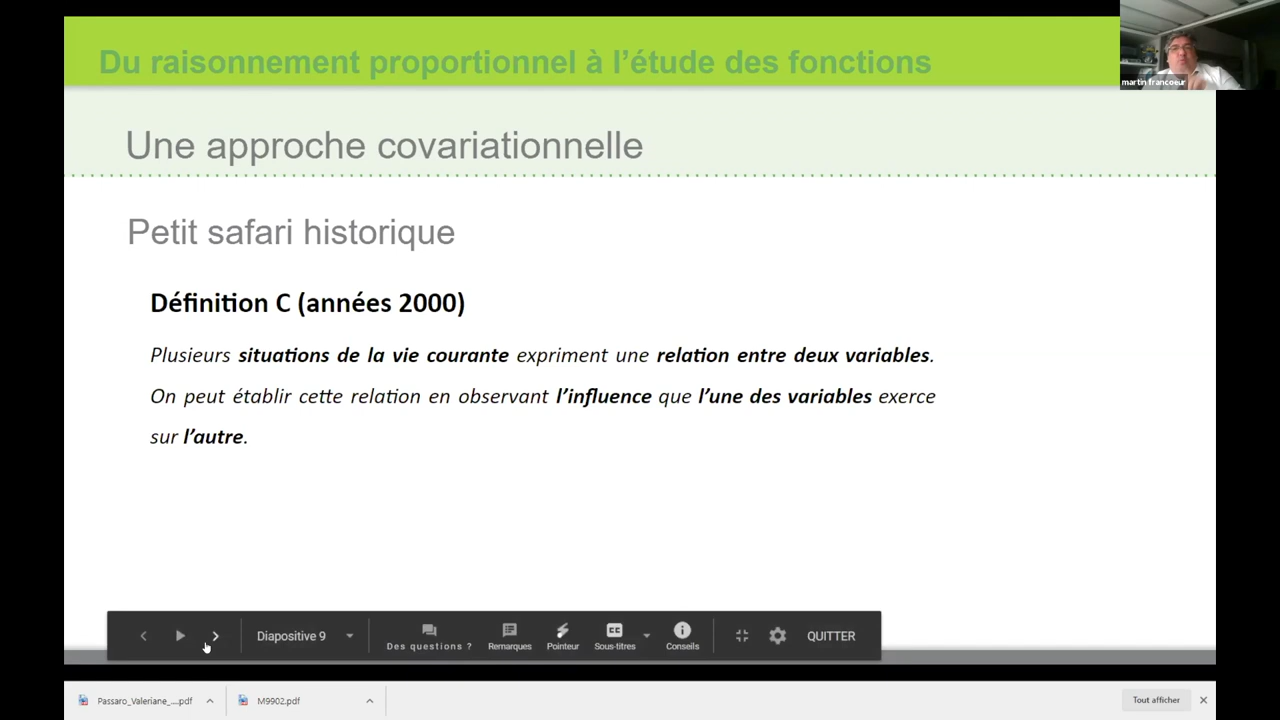 Du raisonnement proportionnel à l'étude des fonctions
martin francoeur
Une approche covariationnelle
Petit safari historique
Définition C (années 2000)
Plusieurs situations de la vie courante expriment une relation entre deux variables.
On peut établir cette relation en observant l'influence que l'une des variables exerce
sur l'autre.
Diapositive 9
Des questions ?
Remarques
Pointeur
Sous-titres
Conseils
QUITTER
Passaro_Valeriane_....pdf
M9902.pdf
Tout afficher